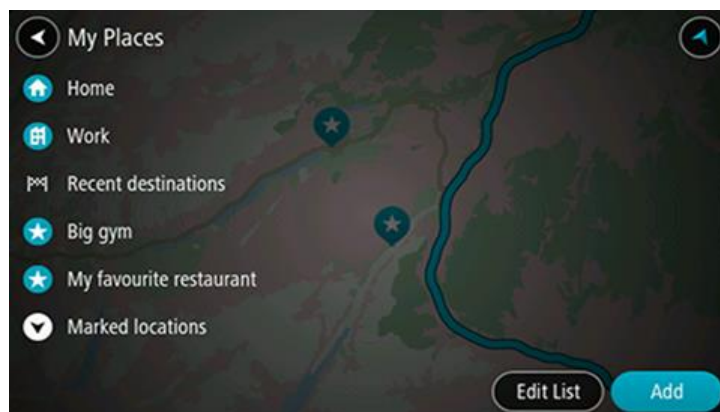 My Places
Home
Work
Recent destinations
Big gym
My favourite restaurant
Marked locations
Edit List
Add